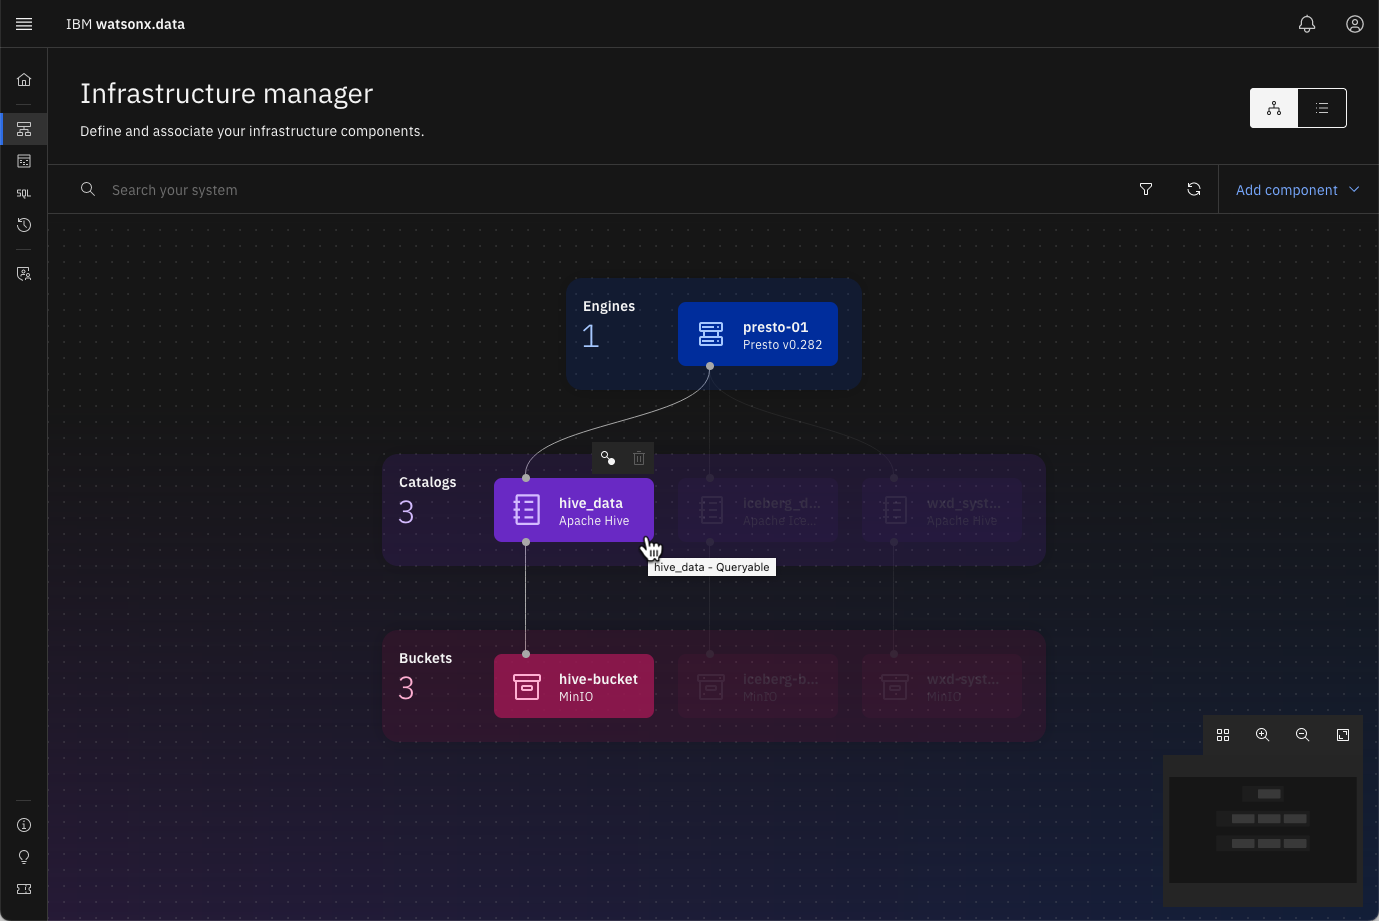 IBM watsonx.data
Infrastructure manager
Define and associate your infrastructure components.
SQL
Search your system
Add component
Engines
1
presto-01
Presto v0.282
Catalogs
3
hive_data
Apache Hive
iceberg_d...
Apache Ice...
wxd_syst...
Apache Hive
hive_data - Queryable
Buckets
3
hive-bucket
MinIO
iceberg-b...
MinIO
wxd-syst...
MinIO